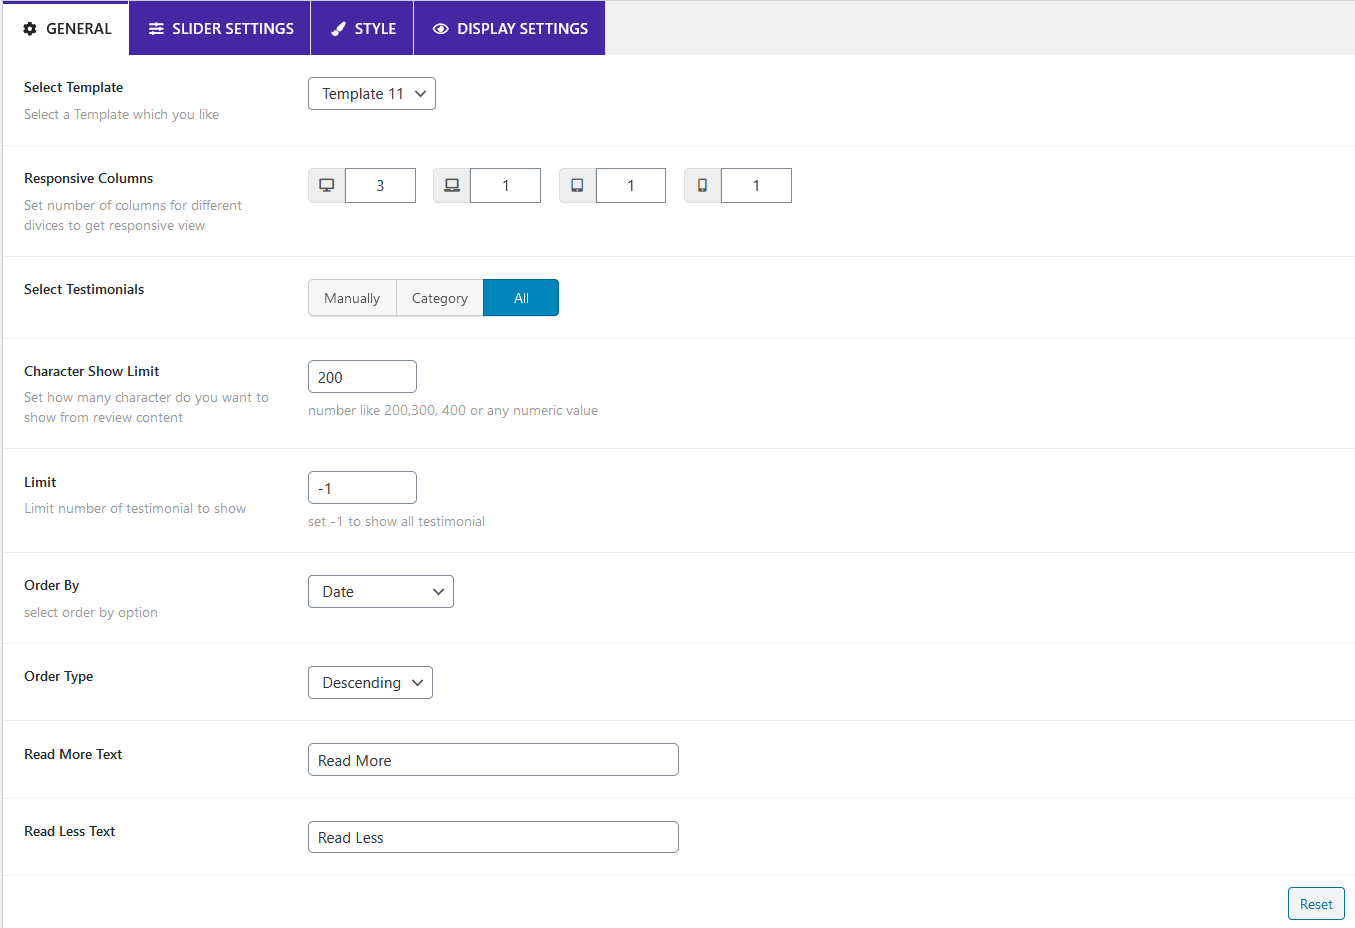 GENERAL SLIDER SETTINGS STYLE DISPLAY SETTINGS
Select Template
Select a Template which you like
Template 11
Responsive Columns
Set number of columns for different
divices to get responsive view
3 1 1 1
Select Testimonials
Manually Category All
Character Show Limit
Set how many character do you want to
show from review content
200
number like 200,300, 400 or any numeric value
Limit
Limit number of testimonial to show
-1
set -1 to show all testimonial
Order By
select order by option
Date
Order Type
Descending
Read More Text
Read More
Read Less Text
Read Less
Reset